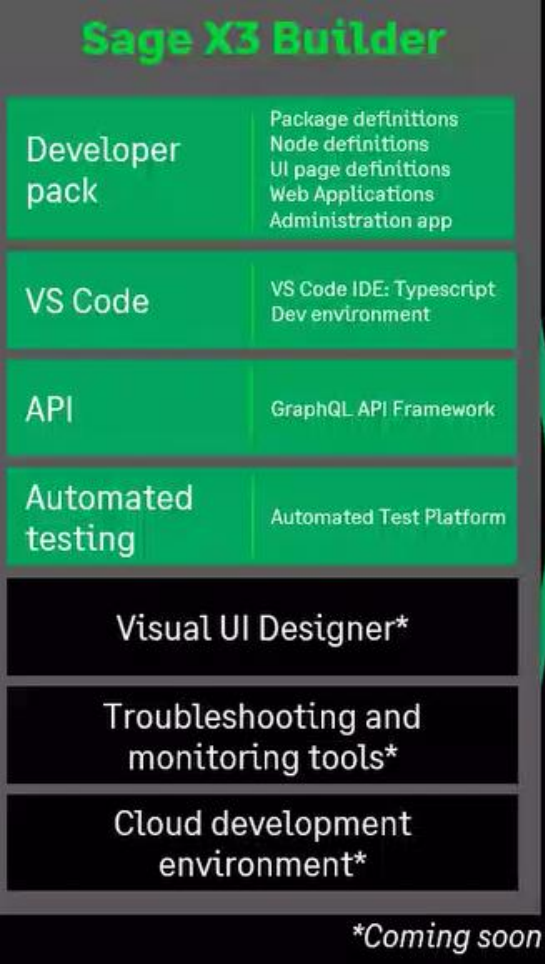 Sage X3 Builder
Developer
pack
Package definitions
Node definitions
UI page definitions
Web Applications
Administration app
VS Code
VS Code IDE: Typescript
Dev environment
API
GraphQL API Framework
Automated
testing
Automated Test Platform
Visual UI Designer*
Troubleshooting and
monitoring tools*
Cloud development
environment*
*Coming soon